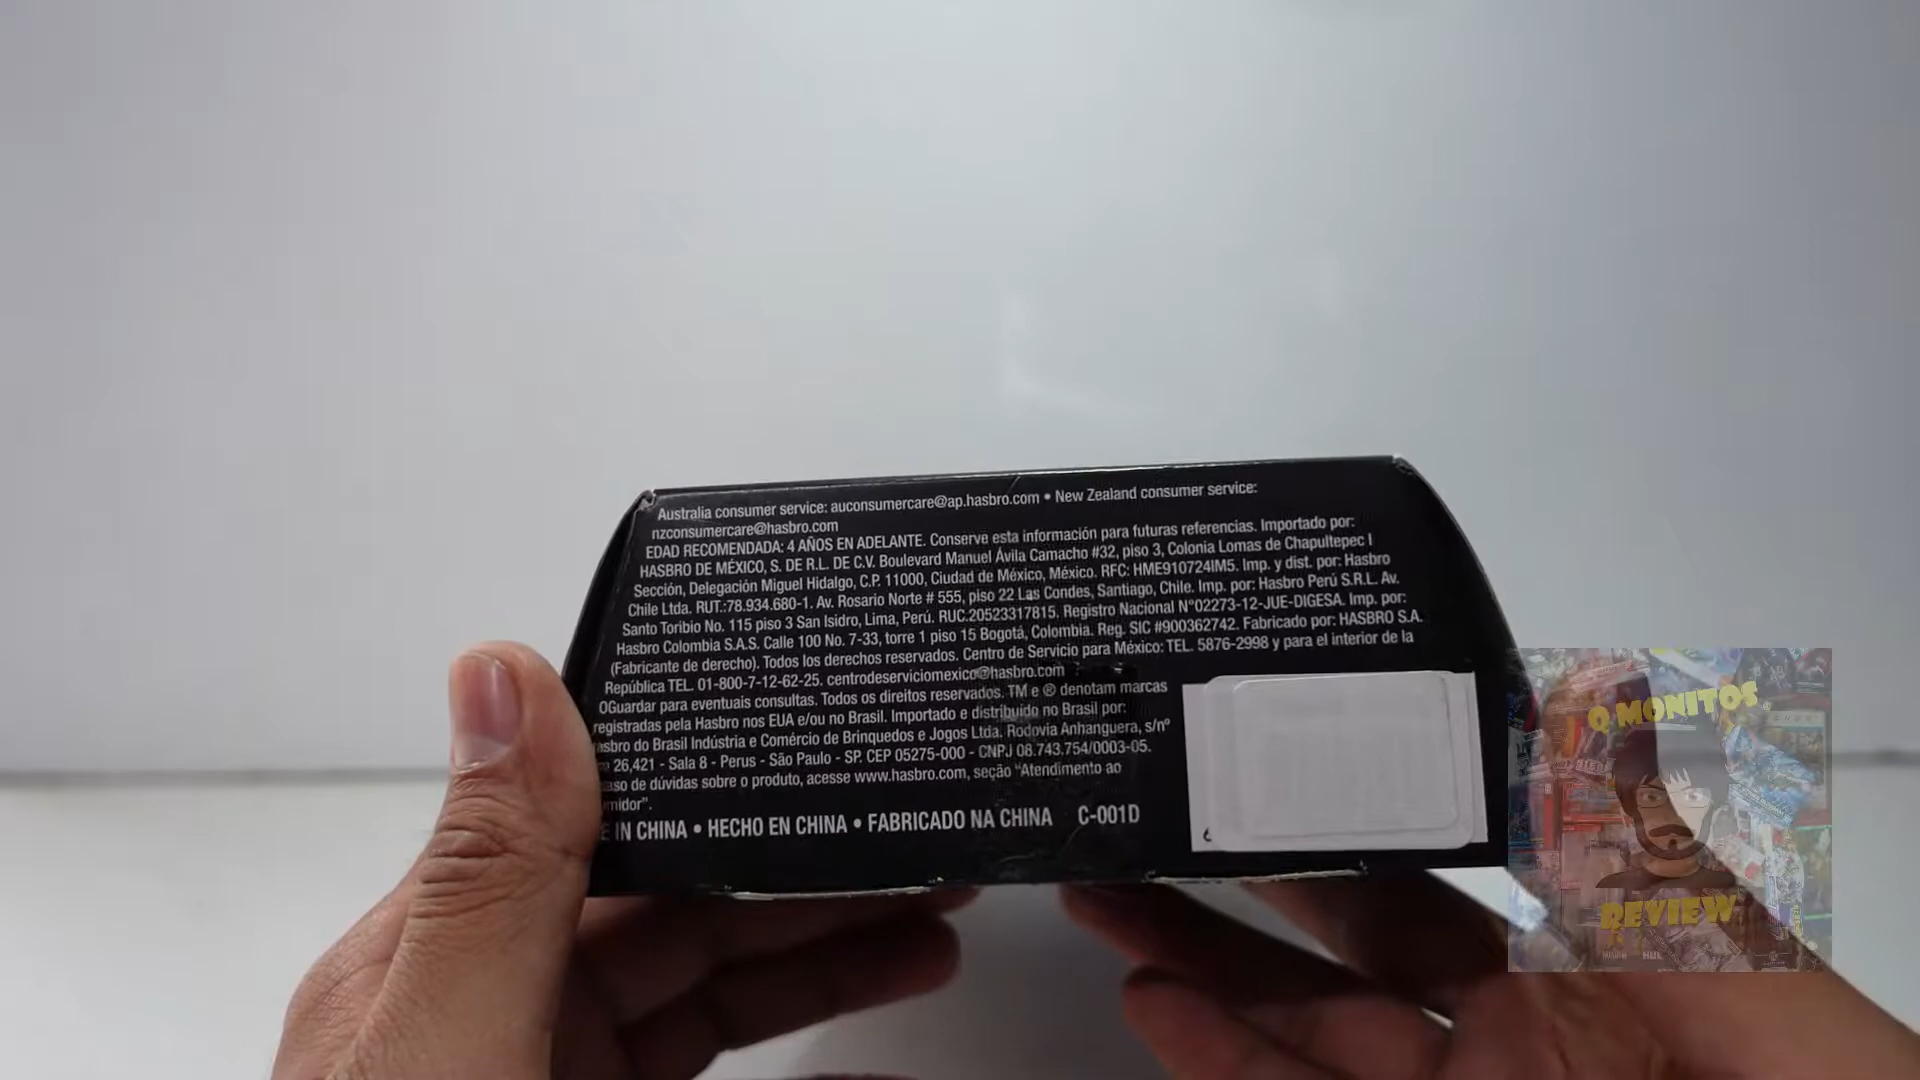 Australia consumer service: auconsumercare@ap.hasbro.com • New Zealand consumer service:
nzconsumercare@hasbro.com
EDAD RECOMENDADA: 4 AÑOS EN ADELANTE. Conserve esta información para futuras referencias. Importado por:
HASBRO DE MÉXICO, S. DE R.L. DE C.V. Boulevard Manuel Ávila Camacho #32, piso 3, Colonia Lomas de Chapultepec I
Sección, Delegación Miguel Hidalgo, C.P. 11000, Ciudad de México, México. RFC: HME910724IM5. Imp. y dist. por: Hasbro
Chile Ltda. RUT.:78.934.680-1. Av. Rosario Norte # 555, piso 22 Las Condes, Santiago, Chile. Imp. por: Hasbro Perú S.R.L. Av.
Santo Toribio No. 115 piso 3 San Isidro, Lima, Perú. RUC.20523317815. Registro Nacional N°02273-12-JUE-DIGESA. Imp. por:
Hasbro Colombia S.A.S. Calle 100 No. 7-33, torre 1 piso 15 Bogotá, Colombia. Reg. SIC #900362742. Fabricado por: HASBRO S.A.
(Fabricante de derecho). Todos los derechos reservados. Centro de Servicio para México: TEL. 5876-2998 y para el interior de la
República TEL. 01-800-7-12-62-25. centrodeserviciomexico@hasbro.com
OGuardar para eventuais consultas. Todos os direitos reservados. TM e ® denotam marcas
registradas pela Hasbro nos EUA e/ou no Brasil. Importado e distribuido no Brasil por:
asbro do Brasil Indústria e Comércio de Brinquedos e Jogos Ltda. Rodovia Anhanguera, s/nº
26,421 - Sala 8 - Perus - São Paulo - SP. CEP 05275-000 - CNPJ 08.743.754/0003-05.
aso de dúvidas sobre o produto, acesse www.hasbro.com, seção "Atendimento ao
midor".
E IN CHINA • HECHO EN CHINA • FABRICADO NA CHINA C-001D
Q MONITOS
REVIEW